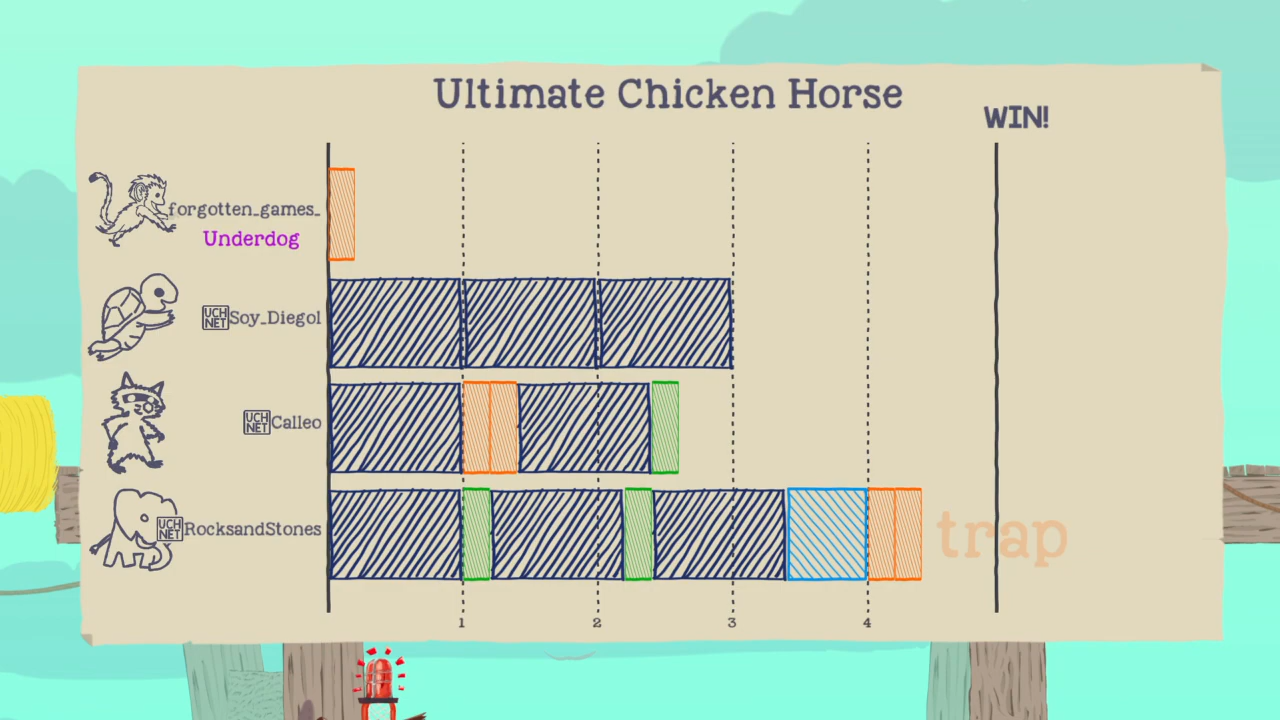 Ultimate Chicken Horse
WIN!
forgotten_games_
Underdog
UCH NET Soy_Diegol
UCH NET Calleo
UCH NET RocksandStones
trap
1 2 3 4